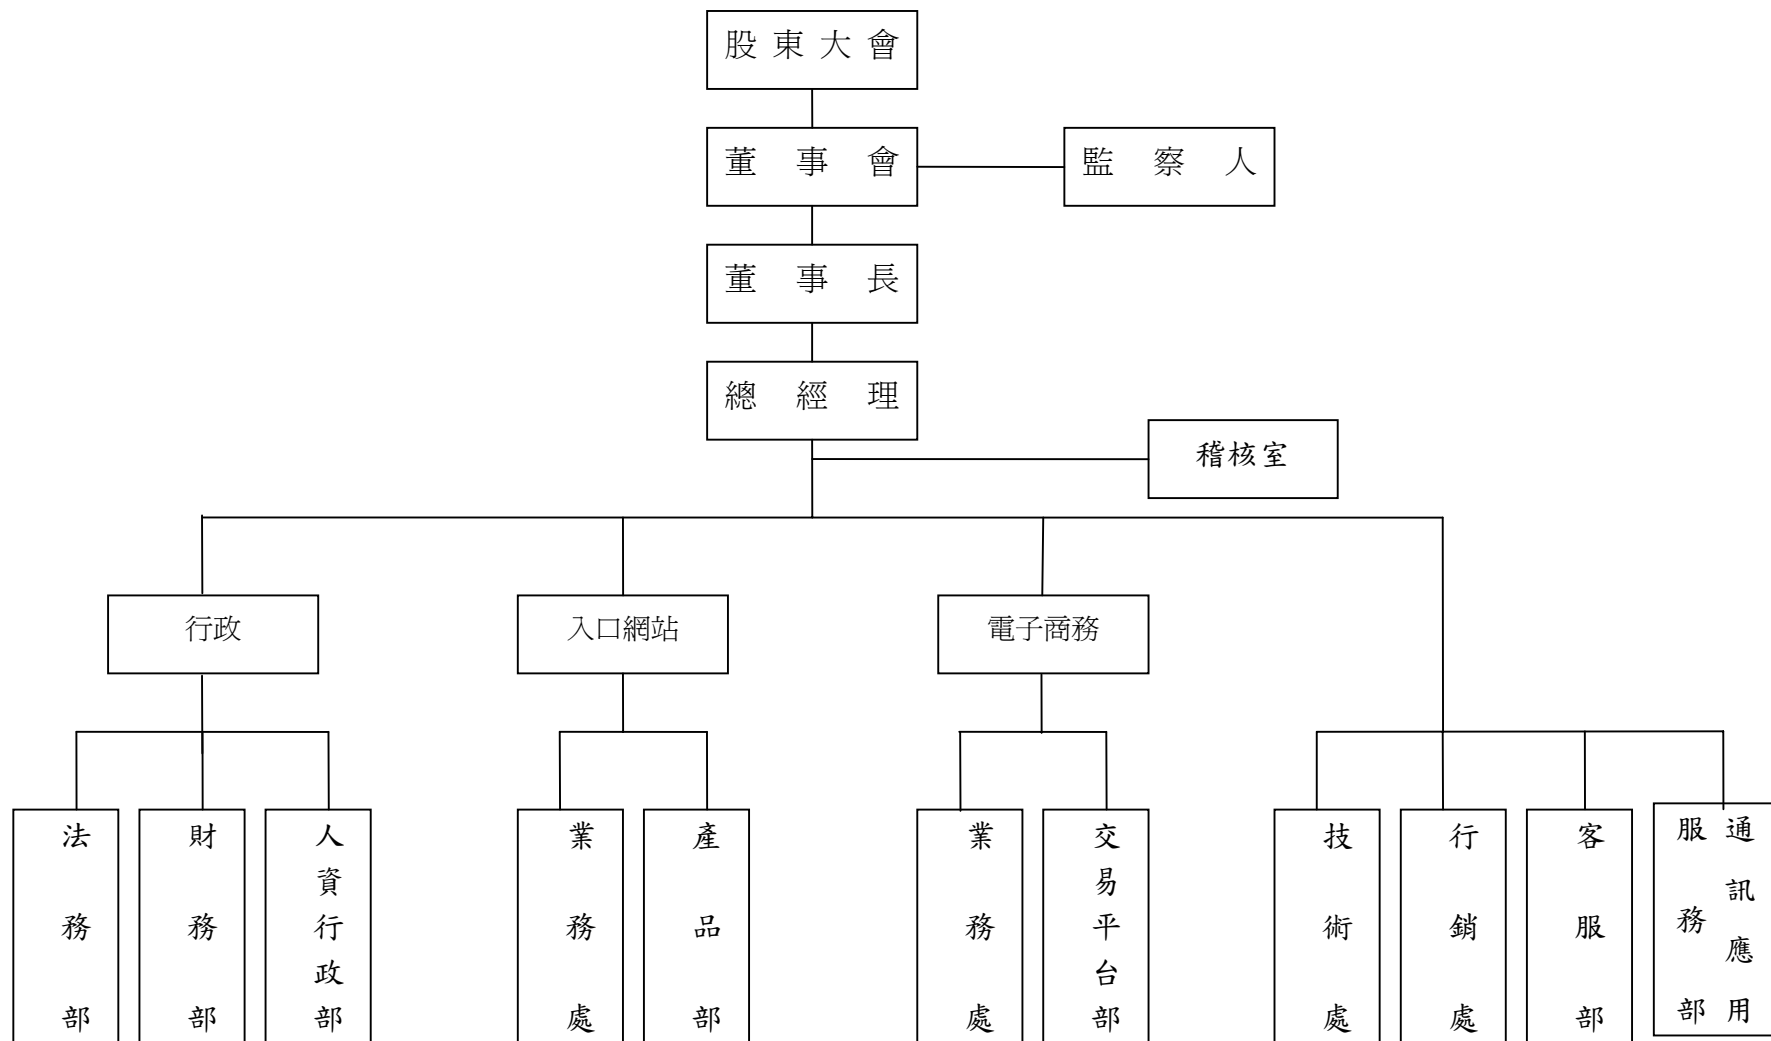 股東大會
董事會
監察人
董事長
總經理
稽核室
行政
入口網站
電子商務
法務部
財務部
人資行政部
業務處
產品部
業務處
交易平台部
技術處
行銷處
客服部
通訊應用
服務部